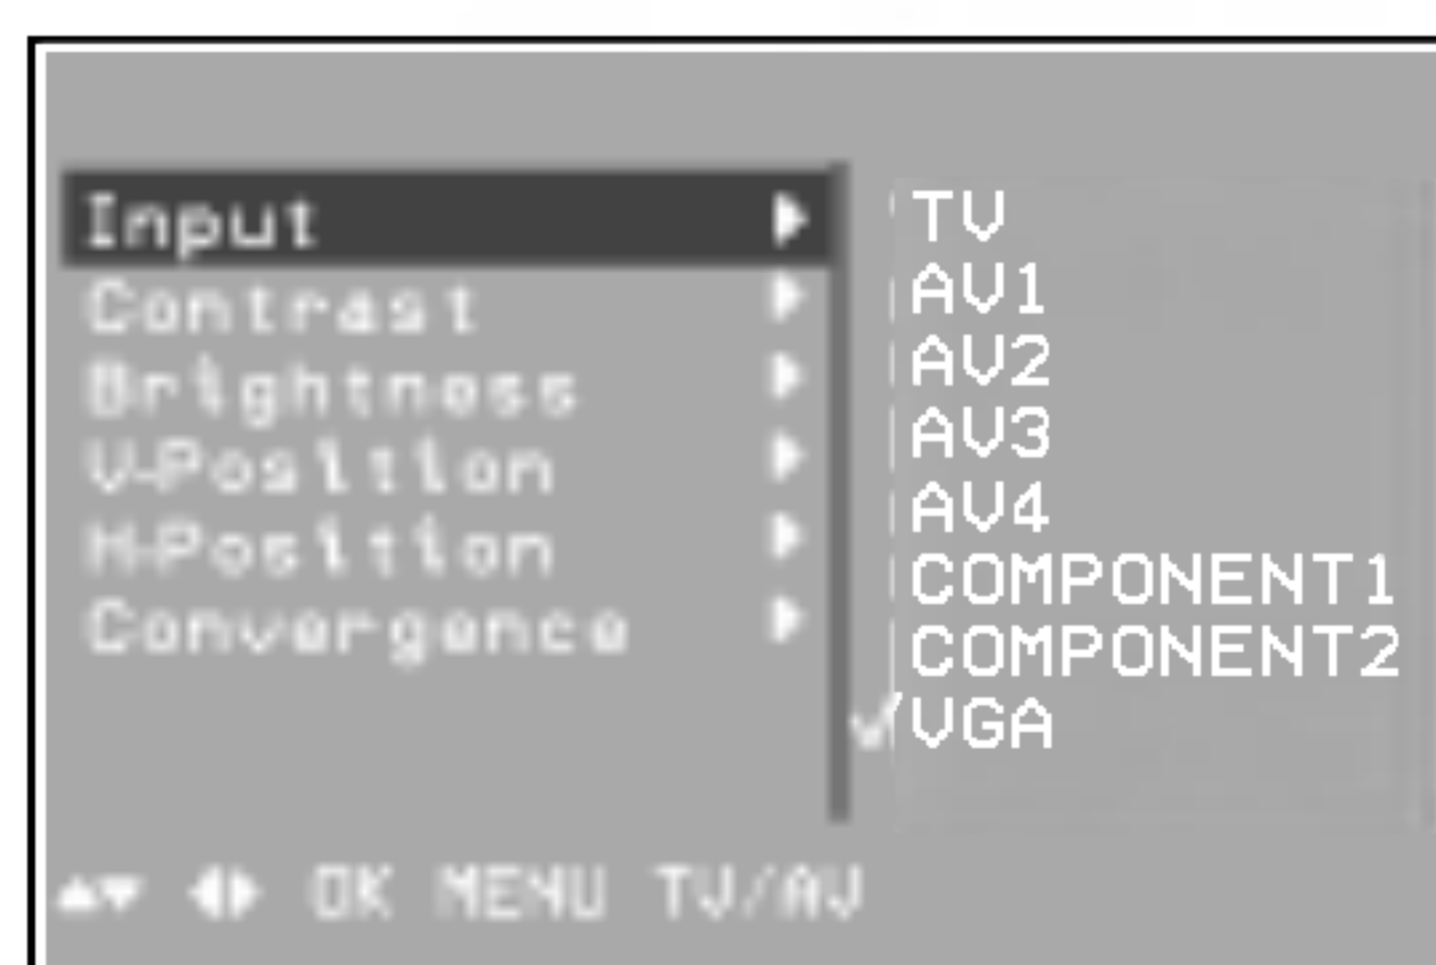 Input
Contrast
Brightness
V-Position
H-Position
Convergence
TV
AV1
AV2
AV3
AV4
COMPONENT1
COMPONENT2
VGA
OK MENU TV/AV